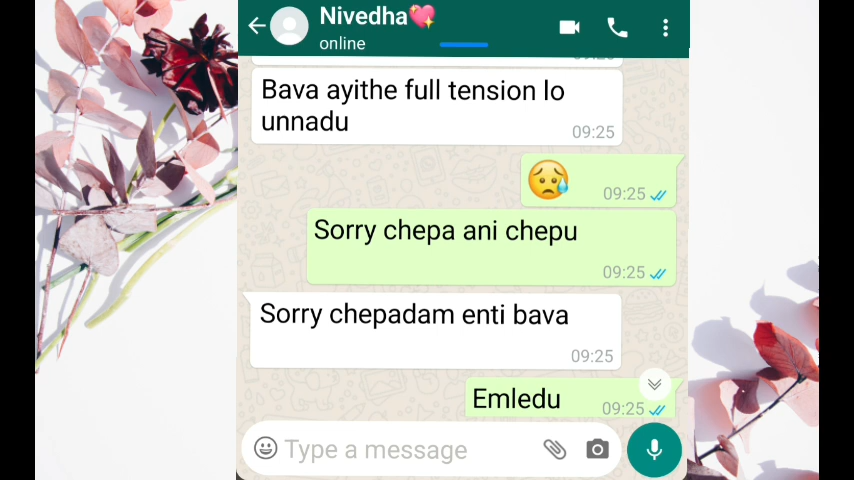 Nivedha💖
online
Bava ayithe full tension lo
unnadu
09:25
😥
09:25
Sorry chepa ani chepu
09:25
Sorry chepadam enti bava
09:25
Emledu
09:25
Type a message